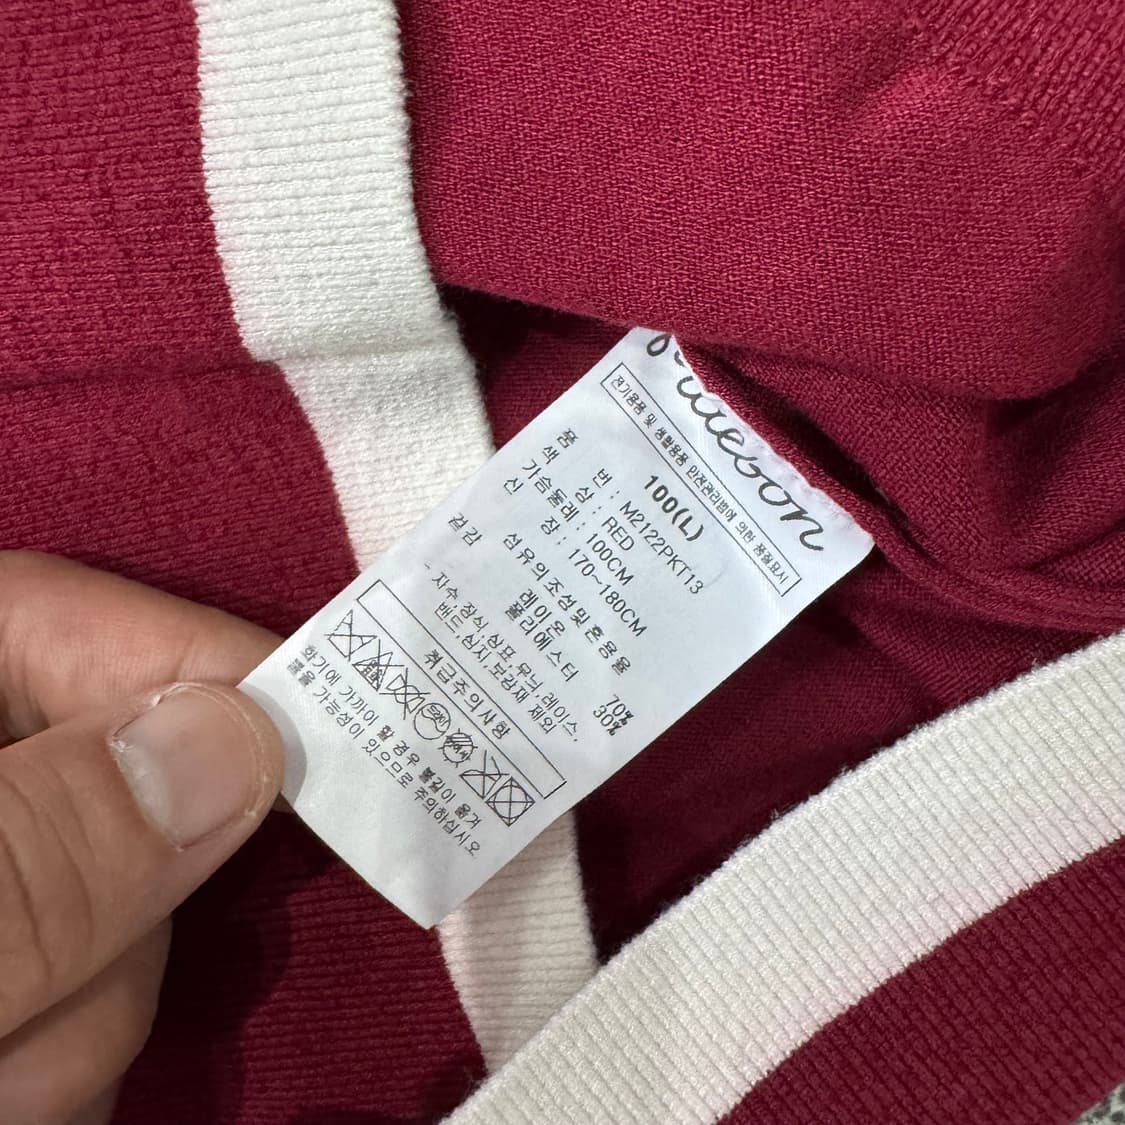 전기용품 및 생활용품 안전관리법에 의한 품질표시
100(L)
품 번 : M2122PKT13
색 상 : RED
가슴둘레 : 100CM
신 장 : 170~180CM
섬유의 조성및 혼용율
겉감 레이온 70%
폴리에스터 30%
- 자수, 장식, 상표, 무늬, 레이스,
밴드, 심지, 보강재 제외
취급주의사항
화기에 가까이 할 경우 불길이 옮겨
붙을 가능성이 있으므로 주의하십시오